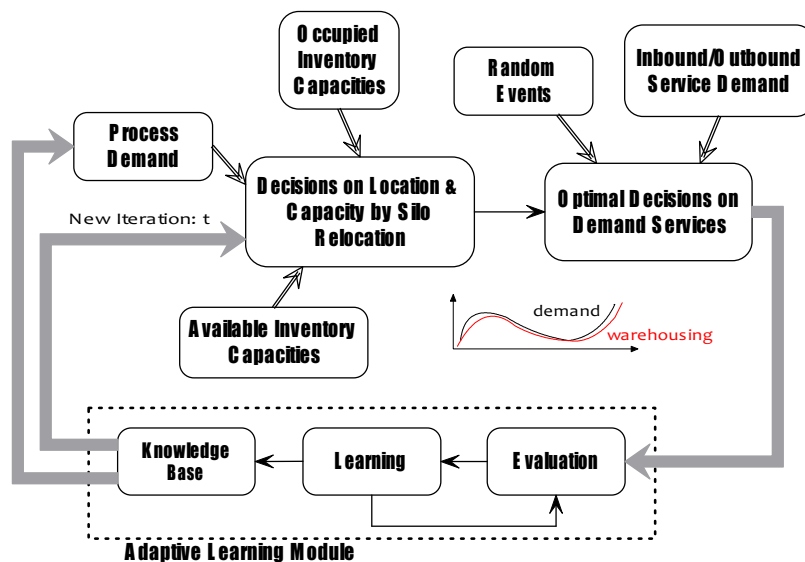 Occupied
Inventory
Capacities
Random
Events
Inbound/Outbound
Service Demand
Process
Demand
Decisions on Location &
Capacity by Silo
Relocation
Optimal Decisions on
Demand Services
New Iteration: t
Available Inventory
Capacities
demand
warehousing
Knowledge
Base
Learning
Evaluation
Adaptive Learning Module